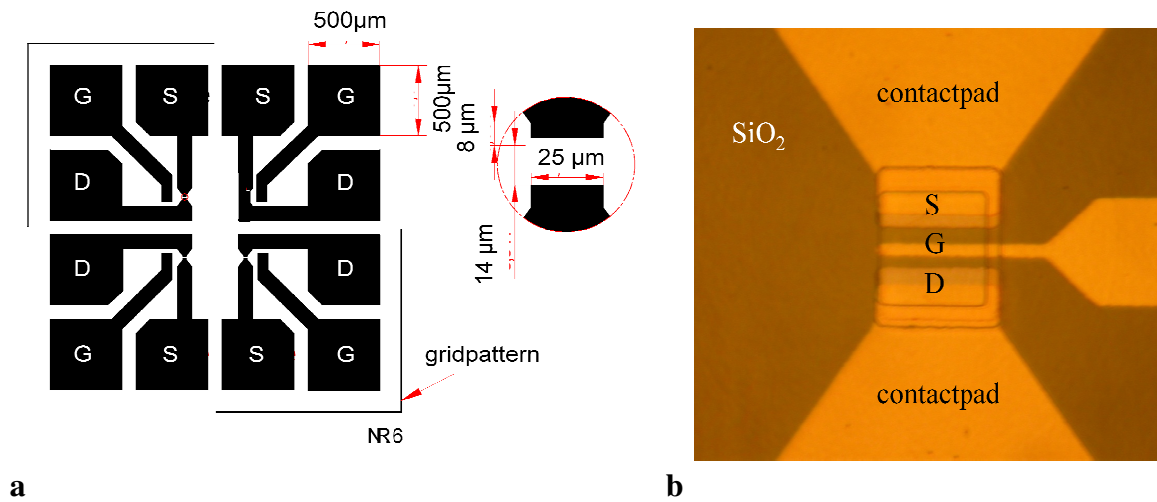 500µm
G S S G
500µm
8 µm
25 µm
14 µm
D D
D D
G S S G
gridpattern
NR6
a
contactpad
SiO2
S
G
D
contactpad
b